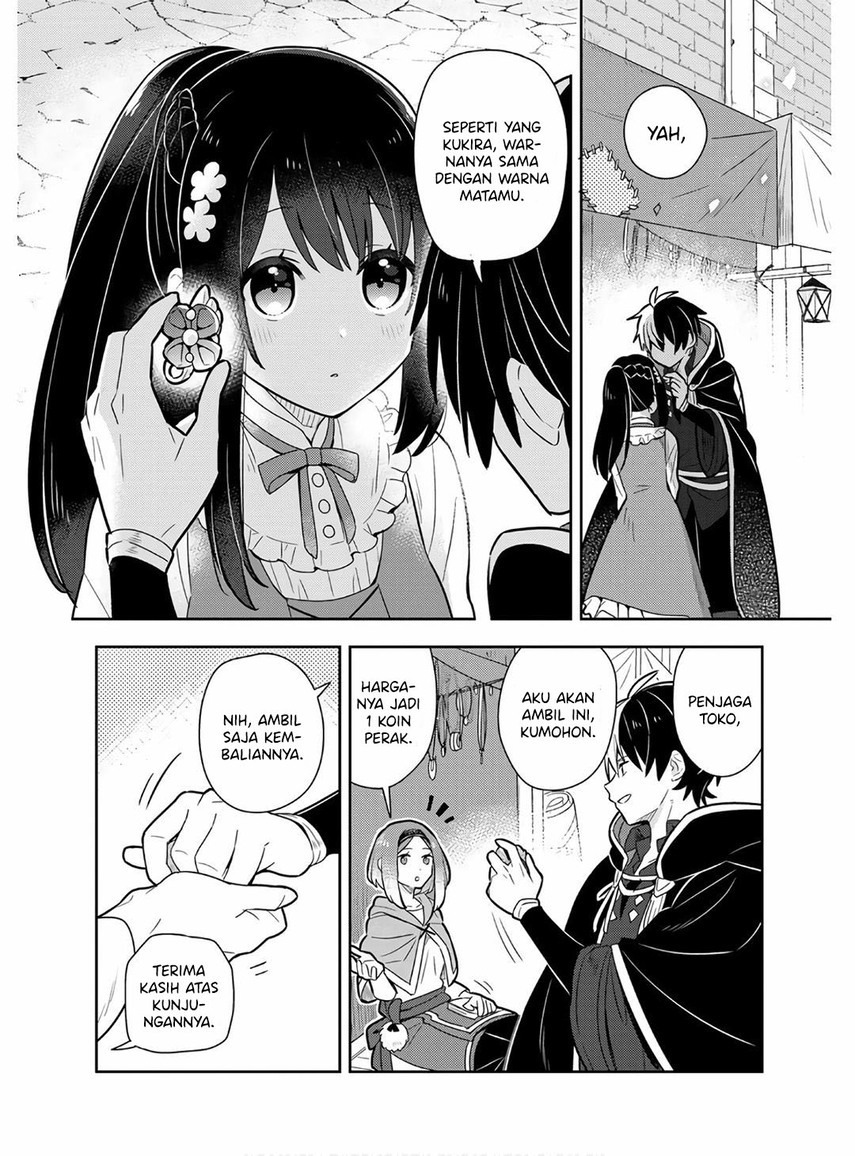 YAH,
SEPERTI YANG
KUKIRA, WAR-
NANYA SAMA
DENGAN WARNA
MATAMU.
PENJAGA
TOKO,
AKU AKAN
AMBIL INI,
KUMOHON.
HARGA-
NYA JADI
1 KOIN
PERAK.
NIH, AMBIL
SAJA KEM-
BALIANNYA.
TERIMA
KASIH ATAS
KUNJU-
NGANNYA.